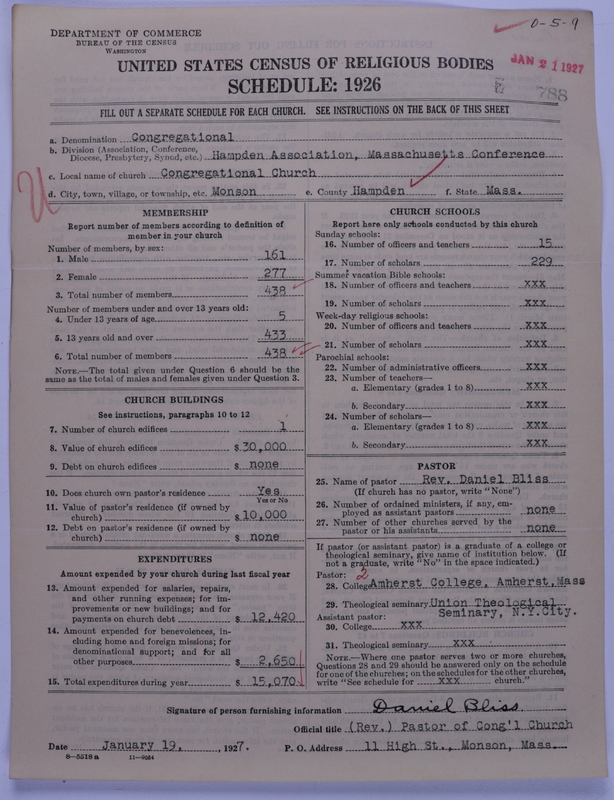 DEPARTMENT OF COMMERCE
BUREAU OF THE CENSUS
WASHINGTON
0-5-9
JAN 21 1927
788
UNITED STATES CENSUS OF RELIGIOUS BODIES
SCHEDULE: 1926
FILL OUT A SEPARATE SCHEDULE FOR EACH CHURCH. SEE INSTRUCTIONS ON THE BACK OF THIS SHEET
a. Denomination Congregational
b. Division (Association, Conference, Diocese, Presbytery, Synod, etc.) Hampden Association, Massachusetts Conference
c. Local name of church Congregational Church
d. City, town, village, or township, etc. Monson e. County Hampden f. State Mass.
MEMBERSHIP
Report number of members according to definition of
member in your church
Number of members, by sex:
1. Male 161
2. Female 277
3. Total number of members 438
Number of members under and over 13 years old:
4. Under 13 years of age 5
5. 13 years old and over 433
6. Total number of members 438
NOTE.—The total given under Question 6 should be
same as the total of males and females given under Question 3.
CHURCH BUILDINGS
See instructions, paragraphs 10 to 12
7. Number of church edifices 1
8. Value of church edifices $30,000
9. Debt on church edifices $ none
10. Does church own pastor's residence Yes
Yes or No
11. Value of pastor's residence (if owned by
church) $10,000
12. Debt on pastor's residence (if owned by
church) $ none
EXPENDITURES
Amount expended by your church during last fiscal year
13. Amount expended for salaries, repairs,
and other running expenses; for im-
provements or new buildings; and for
payments on church debt $ 12,420
14. Amount expended for benevolences, in-
cluding home and foreign missions; for
denominational support; and for all
other purposes $ 2,650
15. Total expenditures during year $ 15,070
CHURCH SCHOOLS
Report here only schools conducted by this church
Sunday schools:
16. Number of officers and teachers 15
17. Number of scholars 229
Summer vacation Bible schools:
18. Number of officers and teachers XXX
19. Number of scholars XXX
Week-day religious schools:
20. Number of officers and teachers XXX
21. Number of scholars XXX
Parochial schools:
22. Number of administrative officers XXX
23. Number of teachers—
a. Elementary (grades 1 to 8) XXX
b. Secondary XXX
24. Number of scholars—
a. Elementary (grades 1 to 8) XXX
b. Secondary XXX
PASTOR
25. Name of pastor Rev. Daniel Bliss
(If church has no pastor, write "None")
26. Number of ordained ministers, if any, em-
ployed as assistant pastors none
27. Number of other churches served by the
pastor or his assistants none
If pastor (or assistant pastor) is a graduate of a college or
theological seminary, give name of institution below. (If
not a graduate, write "No" in the space indicated.)
Pastor: 2
28. College Amherst College, Amherst, Mass
29. Theological seminary Union Theological
Assistant pastor: Seminary, N.Y.City.
30. College XXX
31. Theological seminary XXX
NOTE.—Where one pastor serves two or more churches,
Questions 28 and 29 should be answered only on the schedule
for one of the churches; on the schedules for the other churches,
write "See schedule for XXX church."
Signature of person furnishing information Daniel Bliss
Official title (Rev.) Pastor of Cong'l Church
Date January 19, 1927. P. O. Address 11 High St., Monson, Mass.
8-5518a 11-9034